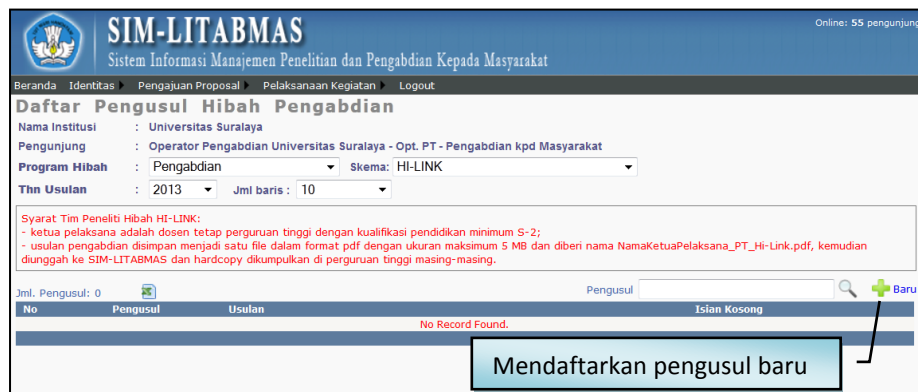 SIM-LITABMAS
Online: 55 pengunjung
Sistem Informasi Manajemen Penelitian dan Pengabdian Kepada Masyarakat
Beranda Identitas Pengajuan Proposal Pelaksanaan Kegiatan Logout
Daftar Pengusul Hibah Pengabdian
Nama Institusi : Universitas Suralaya
Pengunjung : Operator Pengabdian Universitas Suralaya - Opt. PT - Pengabdian kpd Masyarakat
Program Hibah : Pengabdian Skema: HI-LINK
Thn Usulan : 2013 Jml baris : 10
Syarat Tim Peneliti Hibah HI-LINK:
- ketua pelaksana adalah dosen tetap perguruan tinggi dengan kualifikasi pendidikan minimum S-2;
- usulan pengabdian disimpan menjadi satu file dalam format pdf dengan ukuran maksimum 5 MB dan diberi nama NamaKetuaPelaksana_PT_Hi-Link.pdf, kemudian
diunggah ke SIM-LITABMAS dan hardcopy dikumpulkan di perguruan tinggi masing-masing.
Jml. Pengusul: 0 Pengusul Baru
No Pengusul Usulan Isian Kosong
No Record Found.
Mendaftarkan pengusul baru